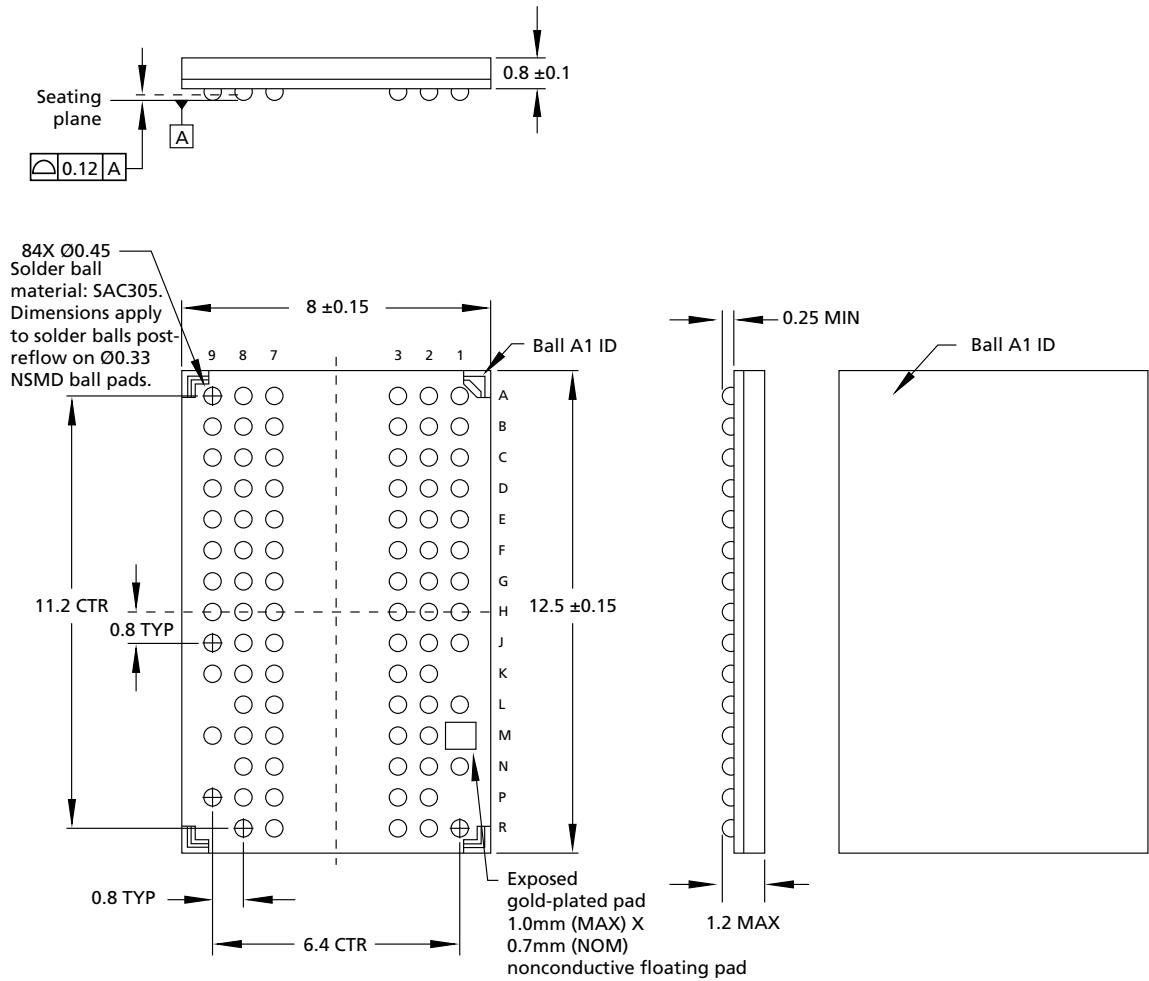 0.8 ±0.1
Seating
plane
A
0.12 A
84X Ø0.45
Solder ball
material: SAC305.
Dimensions apply
to solder balls post-
reflow on Ø0.33
NSMD ball pads.
8 ±0.15
0.25 MIN
Ball A1 ID
Ball A1 ID
9 8 7 3 2 1
A
B
C
D
E
F
G
H
J
K
L
M
N
P
R
11.2 CTR
0.8 TYP
12.5 ±0.15
0.8 TYP
6.4 CTR
Exposed
gold-plated pad
1.0mm (MAX) X
0.7mm (NOM)
nonconductive floating pad
1.2 MAX